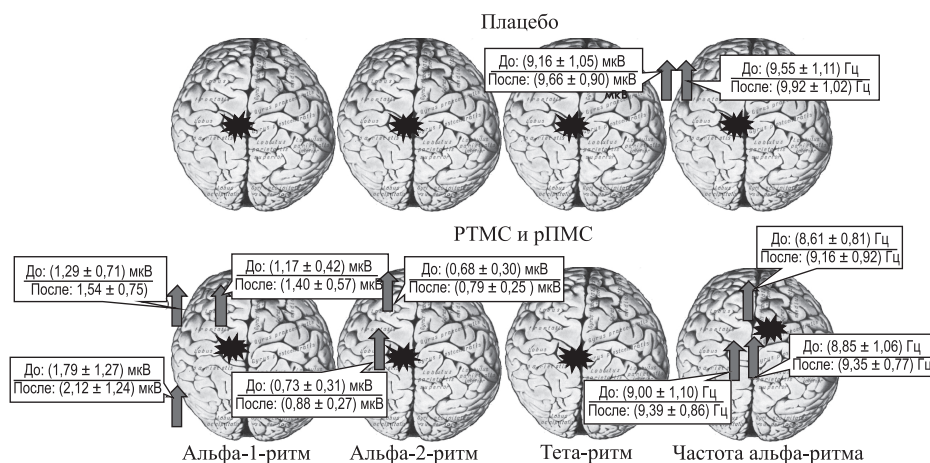 Плацебо
До: (9,16 ± 1,05) мкВ
После: (9,66 ± 0,90) мкВ
мкВ
До: (9,55 ± 1,11) Гц
После: (9,92 ± 1,02) Гц
РТМС и рПМС
До: (1,29 ± 0,71) мкВ
После: 1,54 ± 0,75)
До: (1,17 ± 0,42) мкВ
После: (1,40 ± 0,57) мкВ
До: (0,68 ± 0,30) мкВ
После: (0,79 ± 0,25 ) мкВ
До: (8,61 ± 0,81) Гц
После: (9,16 ± 0,92) Гц
До: (1,79 ± 1,27) мкВ
После: (2,12 ± 1,24) мкВ
До: (0,73 ± 0,31) мкВ
После: (0,88 ± 0,27) мкВ
До: (9,00 ± 1,10) Гц
После: (9,39 ± 0,86) Гц
До: (8,85 ± 1,06) Гц
После: (9,35 ± 0,77) Гц
Альфа-1-ритм
Альфа-2-ритм
Тета-ритм
Частота альфа-ритма